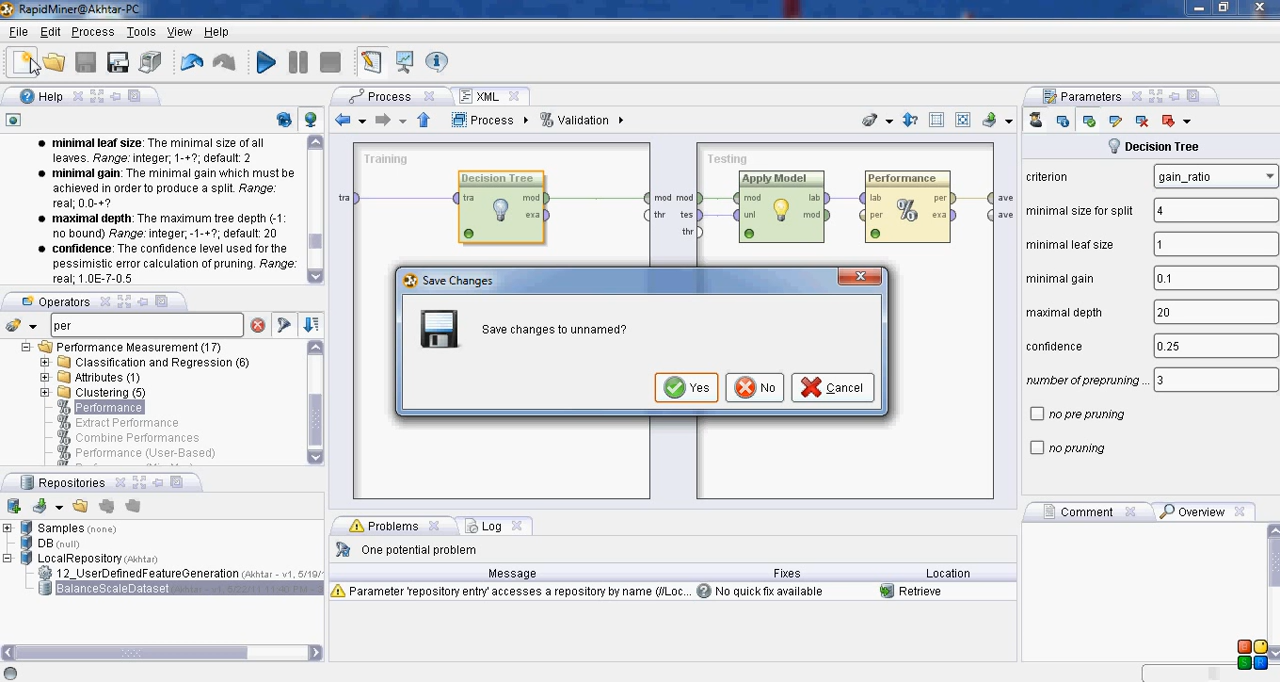 RapidMiner@Akhtar-PC
File Edit Process Tools View Help
Help
minimal leaf size: The minimal size of all
leaves. Range: integer; 1-+?; default: 2
minimal gain: The minimal gain which must be
achieved in order to produce a split. Range:
real; 0.0-+?
maximal depth: The maximum tree depth (-1:
no bound) Range: integer; -1-+?; default: 20
confidence: The confidence level used for the
pessimistic error calculation of pruning. Range:
real; 1.0E-7-0.5
Operators
per
Performance Measurement (17)
Classification and Regression (6)
Attributes (1)
Clustering (5)
Performance
Extract Performance
Combine Performances
Performance (User-Based)
Repositories
Samples (none)
DB (null)
LocalRepository (Akhtar)
12_UserDefinedFeatureGeneration (Akhtar - v1, 5/19/
BalanceScaleDataset
Process XML
Process Validation
Training
tra
Decision Tree
tra mod
exa
mod
thr
Testing
mod
tes
thr
Apply Model
mod lab
unl mod
Performance
lab per
per exa
ave
ave
Save Changes
Save changes to unnamed?
Yes No Cancel
Problems Log
One potential problem
Message Fixes Location
Parameter 'repository entry' accesses a repository by name (//Loc... No quick fix available Retrieve
Parameters
Decision Tree
criterion gain_ratio
minimal size for split 4
minimal leaf size 1
minimal gain 0.1
maximal depth 20
confidence 0.25
number of prepruning ... 3
no pre pruning
no pruning
Comment Overview